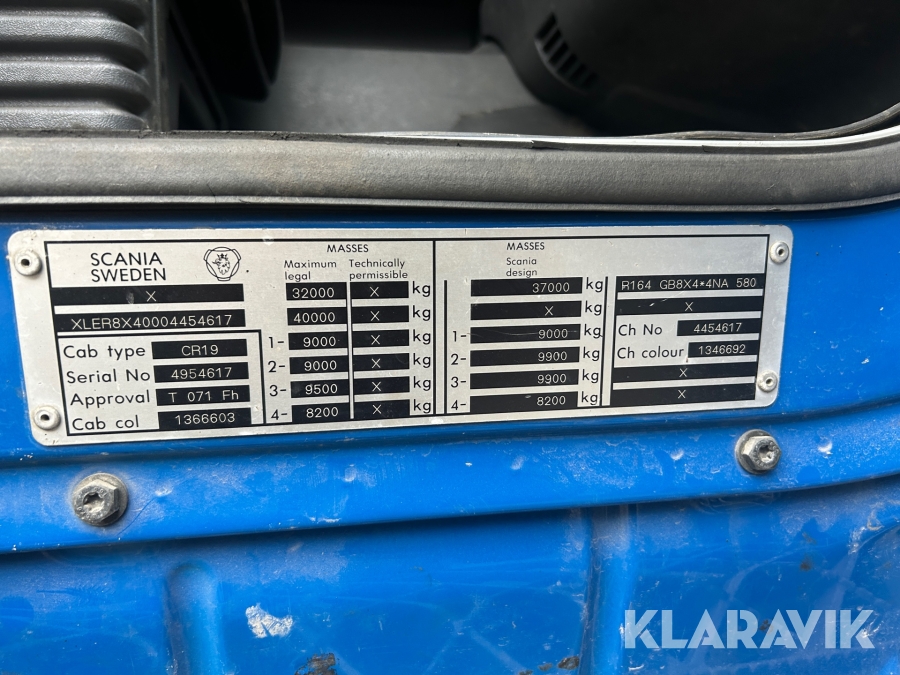 SCANIA
SWEDEN
X
XLER8X40004454617
Cab type CR19
Serial No 4954617
Approval T 071 Fh
Cab col 1366603
MASSES
Maximum legal Technically permissible
32000 X kg
40000 X kg
1- 9000 X kg
2- 9000 X kg
3- 9500 X kg
4- 8200 X kg
MASSES
Scania
design
37000 kg
X kg
1- 9000 kg
2- 9900 kg
3- 9900 kg
4- 8200 kg
R164 GB8X4*4NA 580
X
Ch No 4454617
Ch colour 1346692
X
X
KLARAVIK